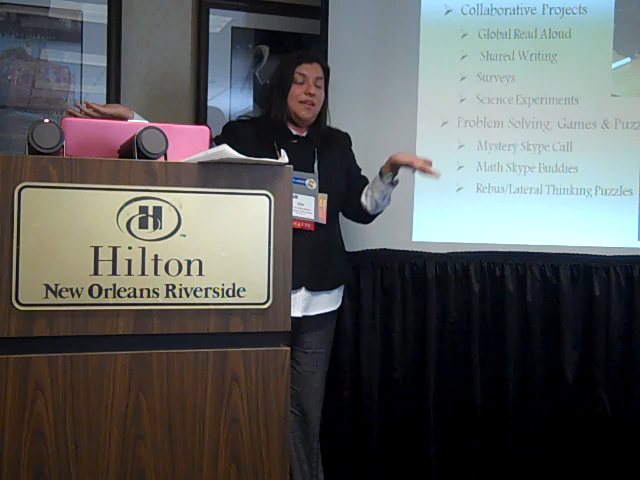 Collaborative Projects
Global Read Aloud
Shared Writing
Surveys
Science Experiments
Problem Solving, Games & Puzz
Mystery Skype Call
Math Skype Buddies
Rebus/Lateral Thinking Puzzles
H
Hilton
New Orleans Riverside